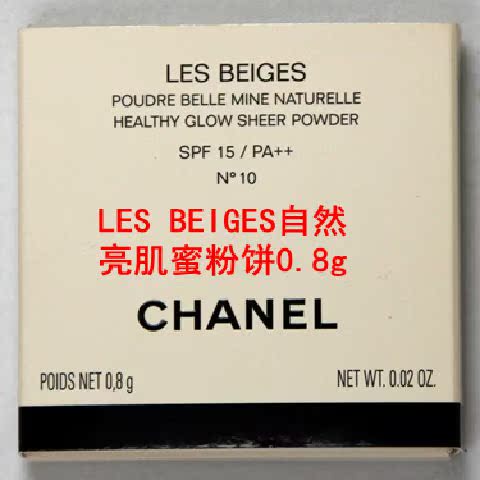 LES BEIGES
POUDRE BELLE MINE NATURELLE
HEALTHY GLOW SHEER POWDER
SPF 15 / PA++
N°10
LES BEIGES自然
亮肌蜜粉饼0.8g
CHANEL
POIDS NET 0,8 g
NET WT. 0.02 OZ.